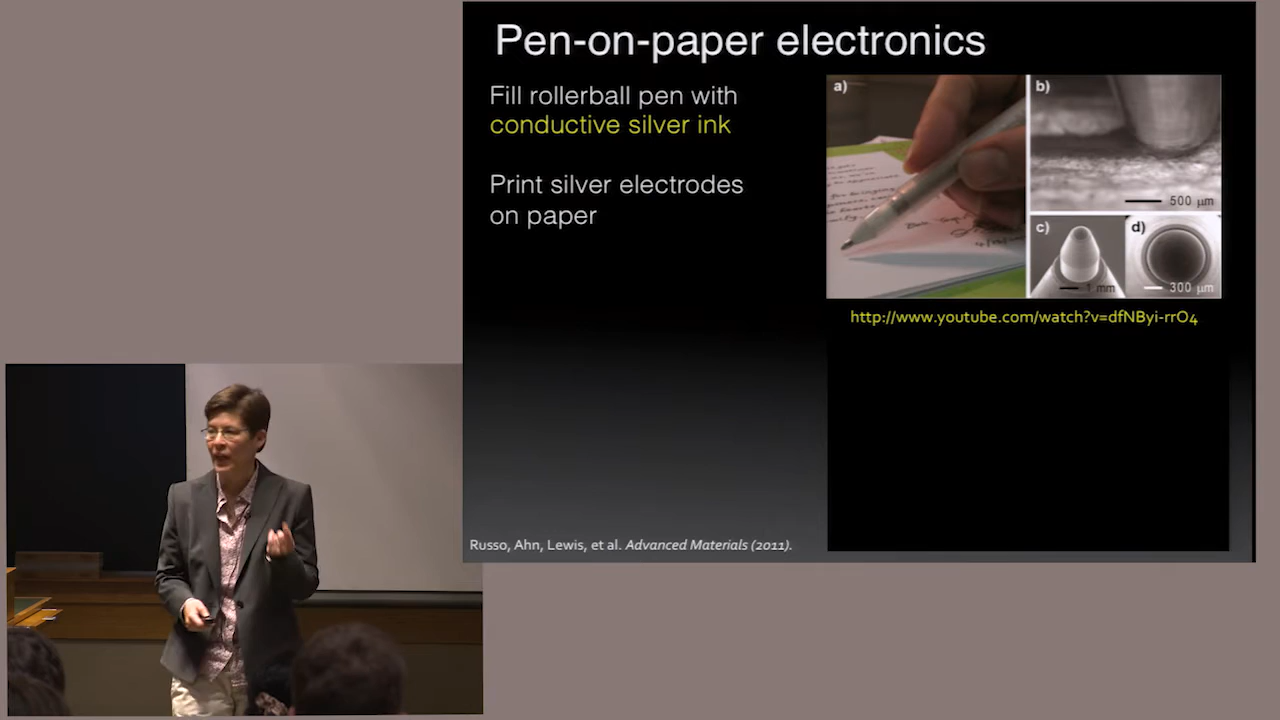 Pen-on-paper electronics
Fill rollerball pen with
conductive silver ink
Print silver electrodes
on paper
a)
b)
500 μm
c)
1 mm
d)
300 μm
http://www.youtube.com/watch?v=dfNByi-rrO4
Russo, Ahn, Lewis, et al. Advanced Materials (2011).